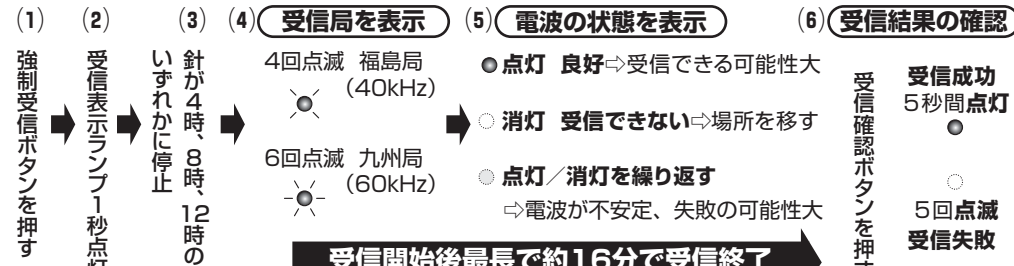 (1)
強制受信ボタンを押す
(2)
受信表示ランプ1秒点灯
(3)
針が4時、8時、12時の
いずれかに停止
(4) 受信局を表示
4回点滅 福島局
(40kHz)
6回点滅 九州局
(60kHz)
(5) 電波の状態を表示
点灯 良好⇨受信できる可能性大
消灯 受信できない⇨場所を移す
点灯／消灯を繰り返す
⇨電波が不安定、失敗の可能性大
受信開始後最長で約16分で受信終了
(6) 受信結果の確認
受信確認ボタンを押す
受信成功
5秒間点灯
5回点滅
受信失敗